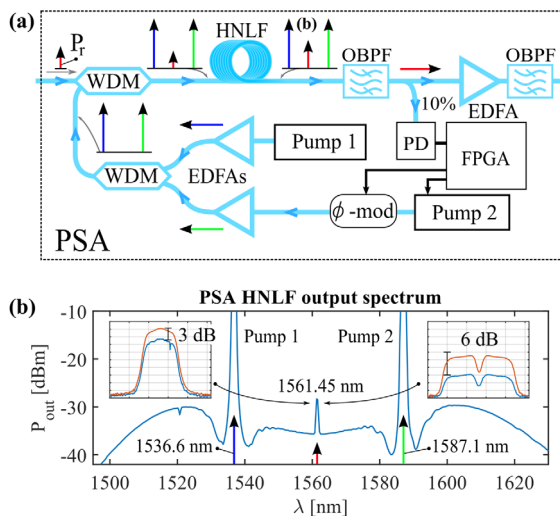 (a)
P_r
(b)
HNLF
OBPF
OBPF
WDM
10%
EDFA
PD
FPGA
Pump 1
WDM
EDFAs
ϕ-mod
Pump 2
PSA
(b)
PSA HNLF output spectrum
-10
-20
-30
-40
P_out [dBm]
3 dB
Pump 1
Pump 2
6 dB
1561.45 nm
1536.6 nm
1587.1 nm
1500
1520
1540
1560
1580
1600
1620
λ [nm]